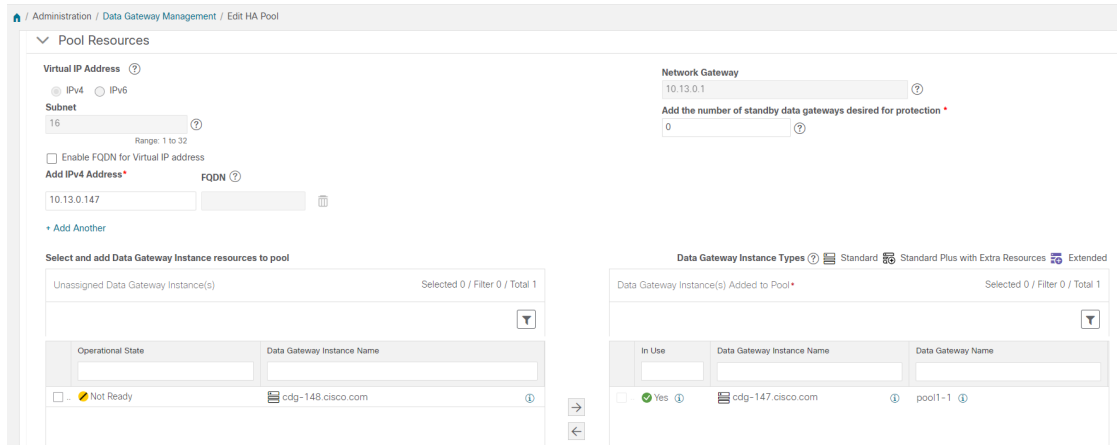 / Administration / Data Gateway Management / Edit HA Pool
Pool Resources
Virtual IP Address ?
IPv4 IPv6
Subnet
16 ?
Range: 1 to 32
Enable FQDN for Virtual IP address
Add IPv4 Address* FQDN ?
10.13.0.147
+ Add Another
Network Gateway
10.13.0.1 ?
Add the number of standby data gateways desired for protection *
0 ?
Select and add Data Gateway Instance resources to pool
Data Gateway Instance Types ? Standard Standard Plus with Extra Resources Extended
Unassigned Data Gateway Instance(s) Selected 0 / Filter 0 / Total 1
Operational State Data Gateway Instance Name
Not Ready cdg-148.cisco.com i
Data Gateway Instance(s) Added to Pool* Selected 0 / Filter 0 / Total 1
In Use Data Gateway Instance Name Data Gateway Name
Yes i cdg-147.cisco.com i pool1-1 i